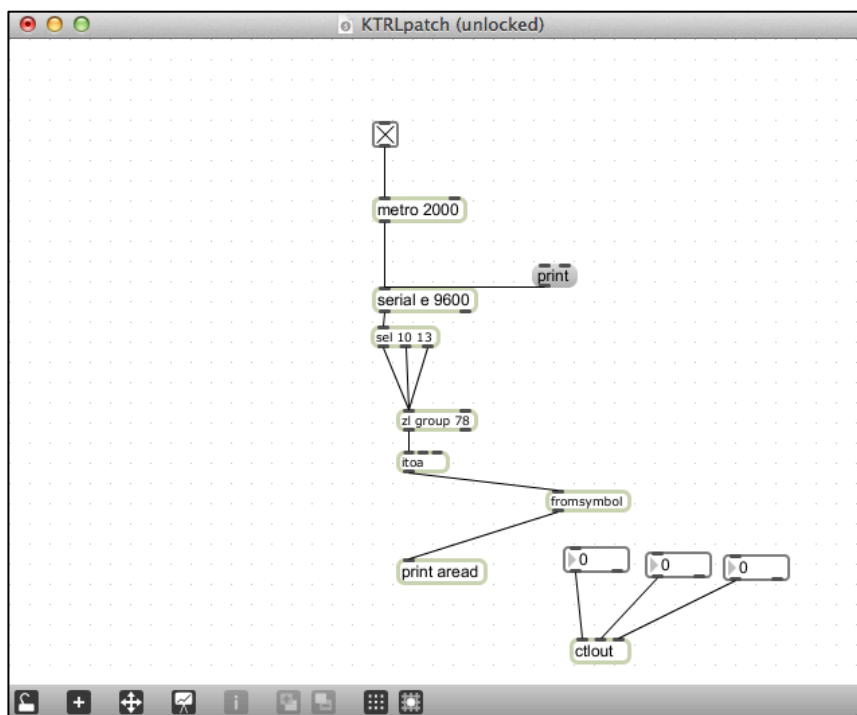 KTRLpatch (unlocked)
metro 2000
print
serial e 9600
sel 10 13
zl group 78
itoa
fromsymbol
print aread
0
0
0
ctlout